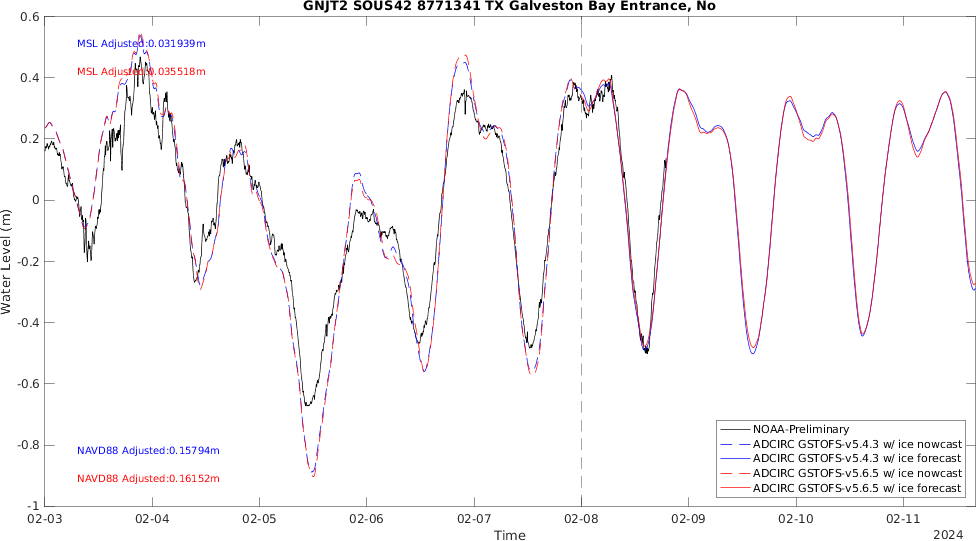 GNJT2 SOUS42 8771341 TX Galveston Bay Entrance, No
0.6
0.4
0.2
0
-0.2
-0.4
-0.6
-0.8
-1
Water Level (m)
MSL Adjusted:0.031939m
MSL Adjusted:0.035518m
NAVD88 Adjusted:0.15794m
NAVD88 Adjusted:0.16152m
NOAA-Preliminary
ADCIRC GSTOFS-v5.4.3 w/ ice nowcast
ADCIRC GSTOFS-v5.4.3 w/ ice forecast
ADCIRC GSTOFS-v5.6.5 w/ ice nowcast
ADCIRC GSTOFS-v5.6.5 w/ ice forecast
02-03 02-04 02-05 02-06 02-07 02-08 02-09 02-10 02-11
Time
2024